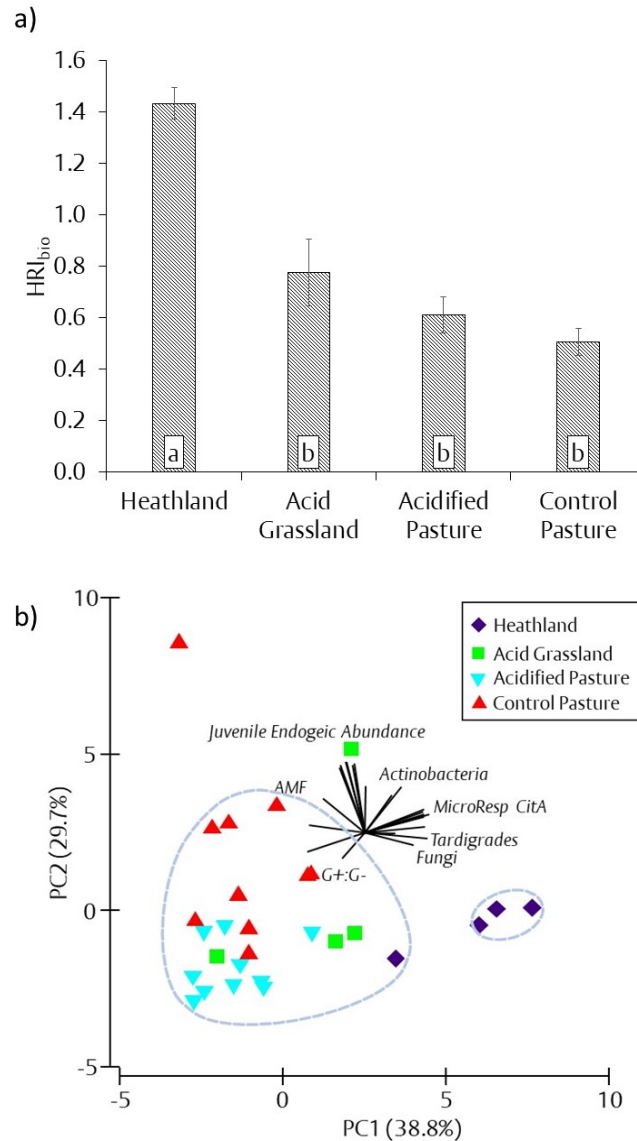 a)
1.6
1.4
1.2
1.0
0.8
0.6
0.4
0.2
0.0
HRIbio
a
b
b
b
Heathland
Acid
Grassland
Acidified
Pasture
Control
Pasture
b)
10
5
0
-5
PC2 (29.7%)
Heathland
Acid Grassland
Acidified Pasture
Control Pasture
Juvenile Endogeic Abundance
AMF
Actinobacteria
MicroResp CitA
Tardigrades
Fungi
G+:G-
-5
0
5
10
PC1 (38.8%)